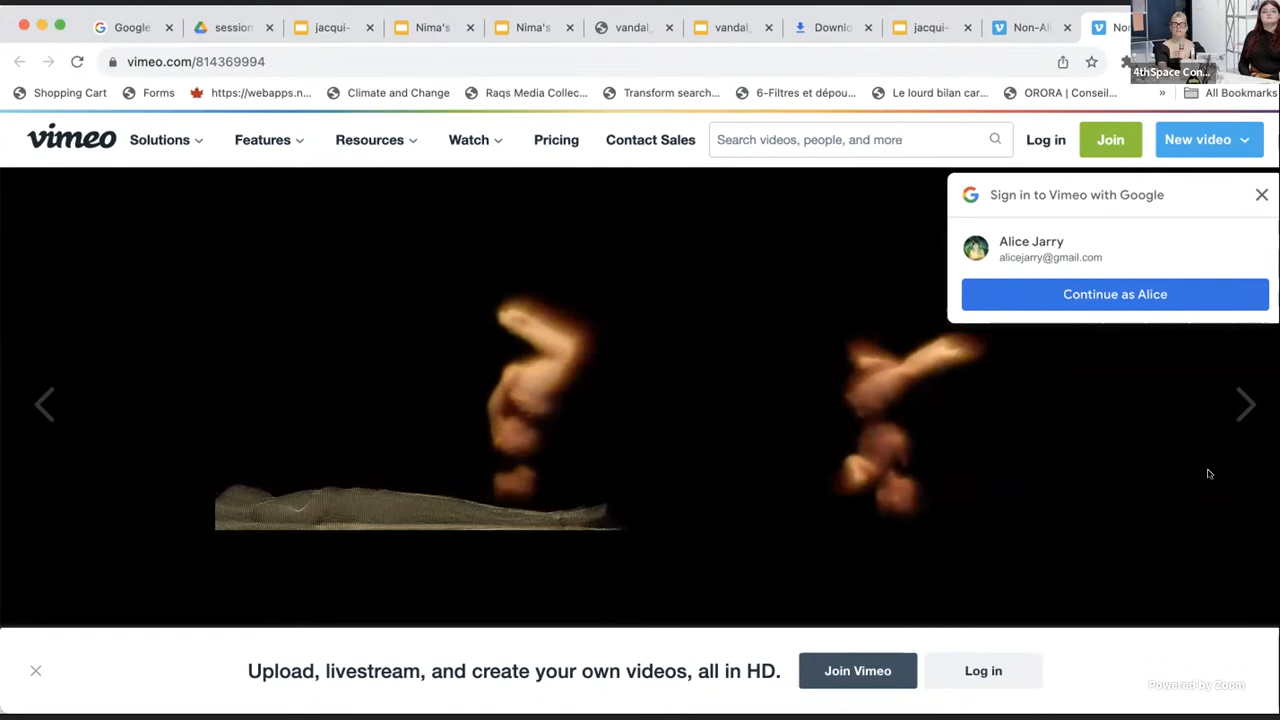 Google
session
jacqui-
Nima's
Nima's
vandal_
vandal_
Downlo
jacqui-
Non-Al
No
vimeo.com/814369994
4thSpace Con...
Shopping Cart
Forms
https://webapps.n...
Climate and Change
Raqs Media Collec...
Transform search...
6-Filtres et dépou...
Le lourd bilan car...
ORORA | Conseil...
»
All Bookmarks
vimeo
Solutions
Features
Resources
Watch
Pricing
Contact Sales
Search videos, people, and more
Log in
Join
New video
Sign in to Vimeo with Google
Alice Jarry
alicejarry@gmail.com
Continue as Alice
Upload, livestream, and create your own videos, all in HD.
Join Vimeo
Log in
Powered by Zoom